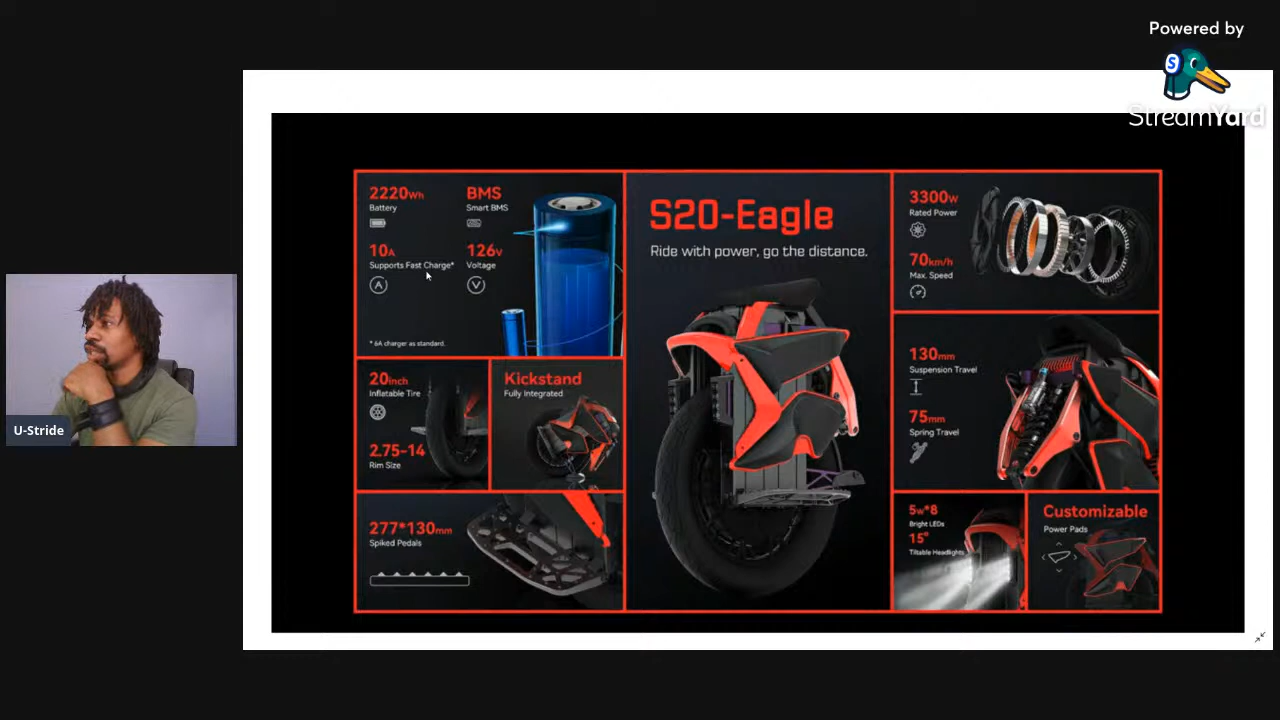 Powered by
StreamYard
U-Stride
2220Wh
Battery
BMS
Smart BMS
10A
Supports Fast Charge*
126V
Voltage
* 6A charger as standard.
20inch
Inflatable Tire
2.75-14
Rim Size
Kickstand
Fully Integrated
277*130mm
Spiked Pedals
S20-Eagle
Ride with power, go the distance.
3300W
Rated Power
70km/h
Max. Speed
130mm
Suspension Travel
75mm
Spring Travel
5W*8
Bright LEDs
15°
Tiltable Headlights
Customizable
Power Pads